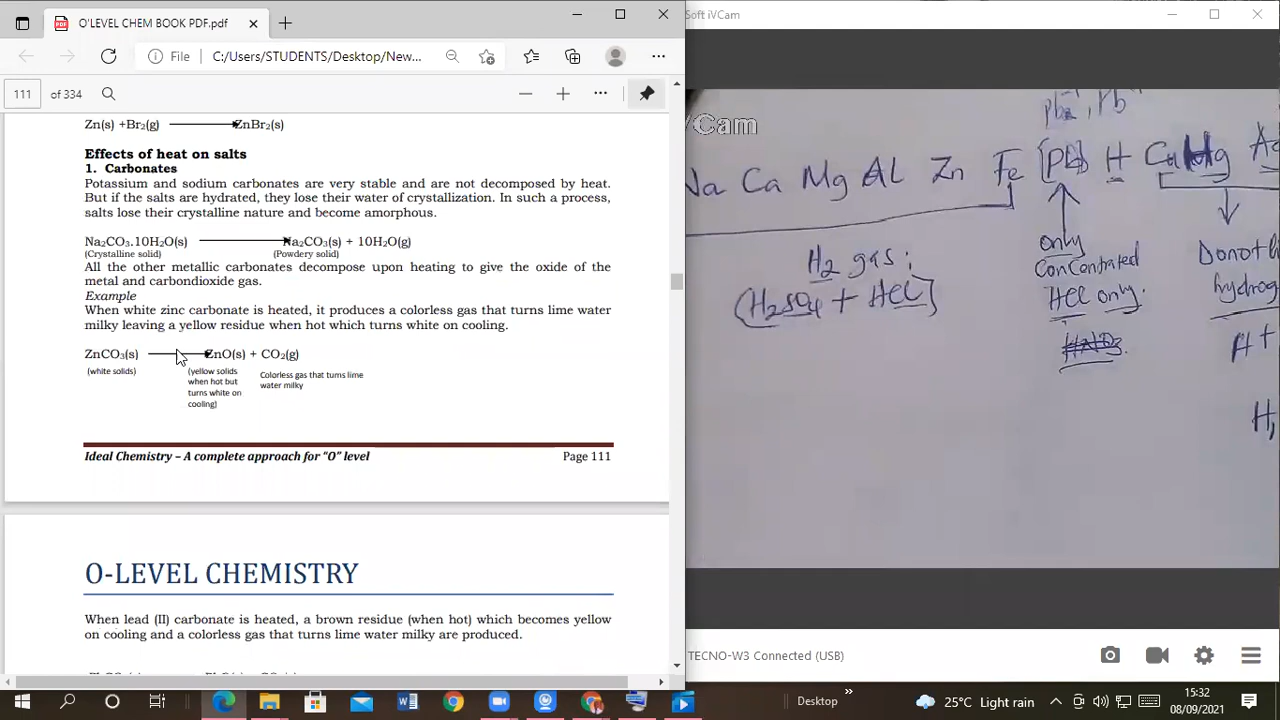 O'LEVEL CHEM BOOK PDF.pdf
File C:/Users/STUDENTS/Desktop/New...
111 of 334
Zn(s) +Br₂(g) ZnBr₂(s)
Effects of heat on salts
1. Carbonates
Potassium and sodium carbonates are very stable and are not decomposed by heat.
But if the salts are hydrated, they lose their water of crystallization. In such a process,
salts lose their crystalline nature and become amorphous.
Na₂CO₃.10H₂O(s) Na₂CO₃(s) + 10H₂O(g)
(Crystalline solid) (Powdery solid)
All the other metallic carbonates decompose upon heating to give the oxide of the
metal and carbondioxide gas.
Example
When white zinc carbonate is heated, it produces a colorless gas that turns lime water
milky leaving a yellow residue when hot which turns white on cooling.
ZnCO₃(s) ZnO(s) + CO₂(g)
(white solids)
(yellow solids
when hot but
turns white on
cooling)
Colorless gas that turns lime
water milky
Ideal Chemistry – A complete approach for "O" level Page 111
O-LEVEL CHEMISTRY
When lead (II) carbonate is heated, a brown residue (when hot) which becomes yellow
on cooling and a colorless gas that turns lime water milky are produced.
Soft iVCam
/Cam
Na Ca Mg AL Zn Fe [Pb] H Cu Hg
H₂ gas;
(H₂SO₄ + HCl)
only
Concentrated
HCl only.
HNO₃.
Donot
hydrog
H+
H
TECNO-W3 Connected (USB)
Desktop
25°C Light rain
15:32
08/09/2021